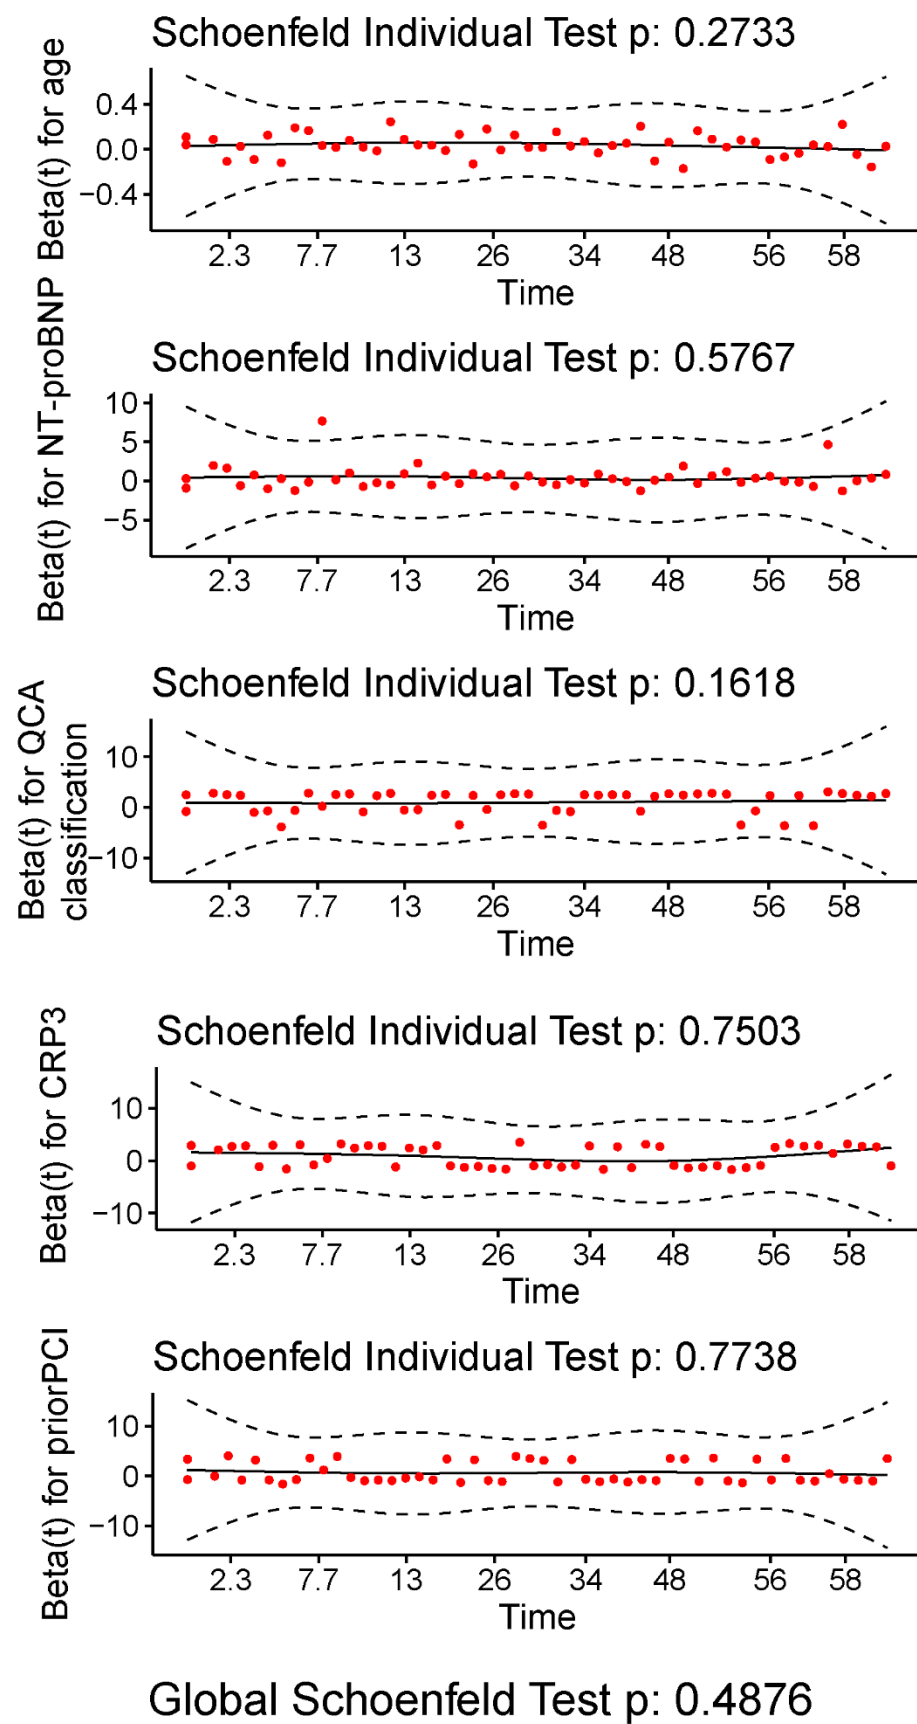 Schoenfeld Individual Test p: 0.2733
Beta(t) for age
0.4
0.0
−0.4
2.3 7.7 13 26 34 48 56 58
Time
Schoenfeld Individual Test p: 0.5767
Beta(t) for NT-proBNP
10
5
0
−5
2.3 7.7 13 26 34 48 56 58
Time
Schoenfeld Individual Test p: 0.1618
Beta(t) for QCA
classification
10
0
−10
2.3 7.7 13 26 34 48 56 58
Time
Schoenfeld Individual Test p: 0.7503
Beta(t) for CRP3
10
0
−10
2.3 7.7 13 26 34 48 56 58
Time
Schoenfeld Individual Test p: 0.7738
Beta(t) for priorPCI
10
0
−10
2.3 7.7 13 26 34 48 56 58
Time
Global Schoenfeld Test p: 0.4876